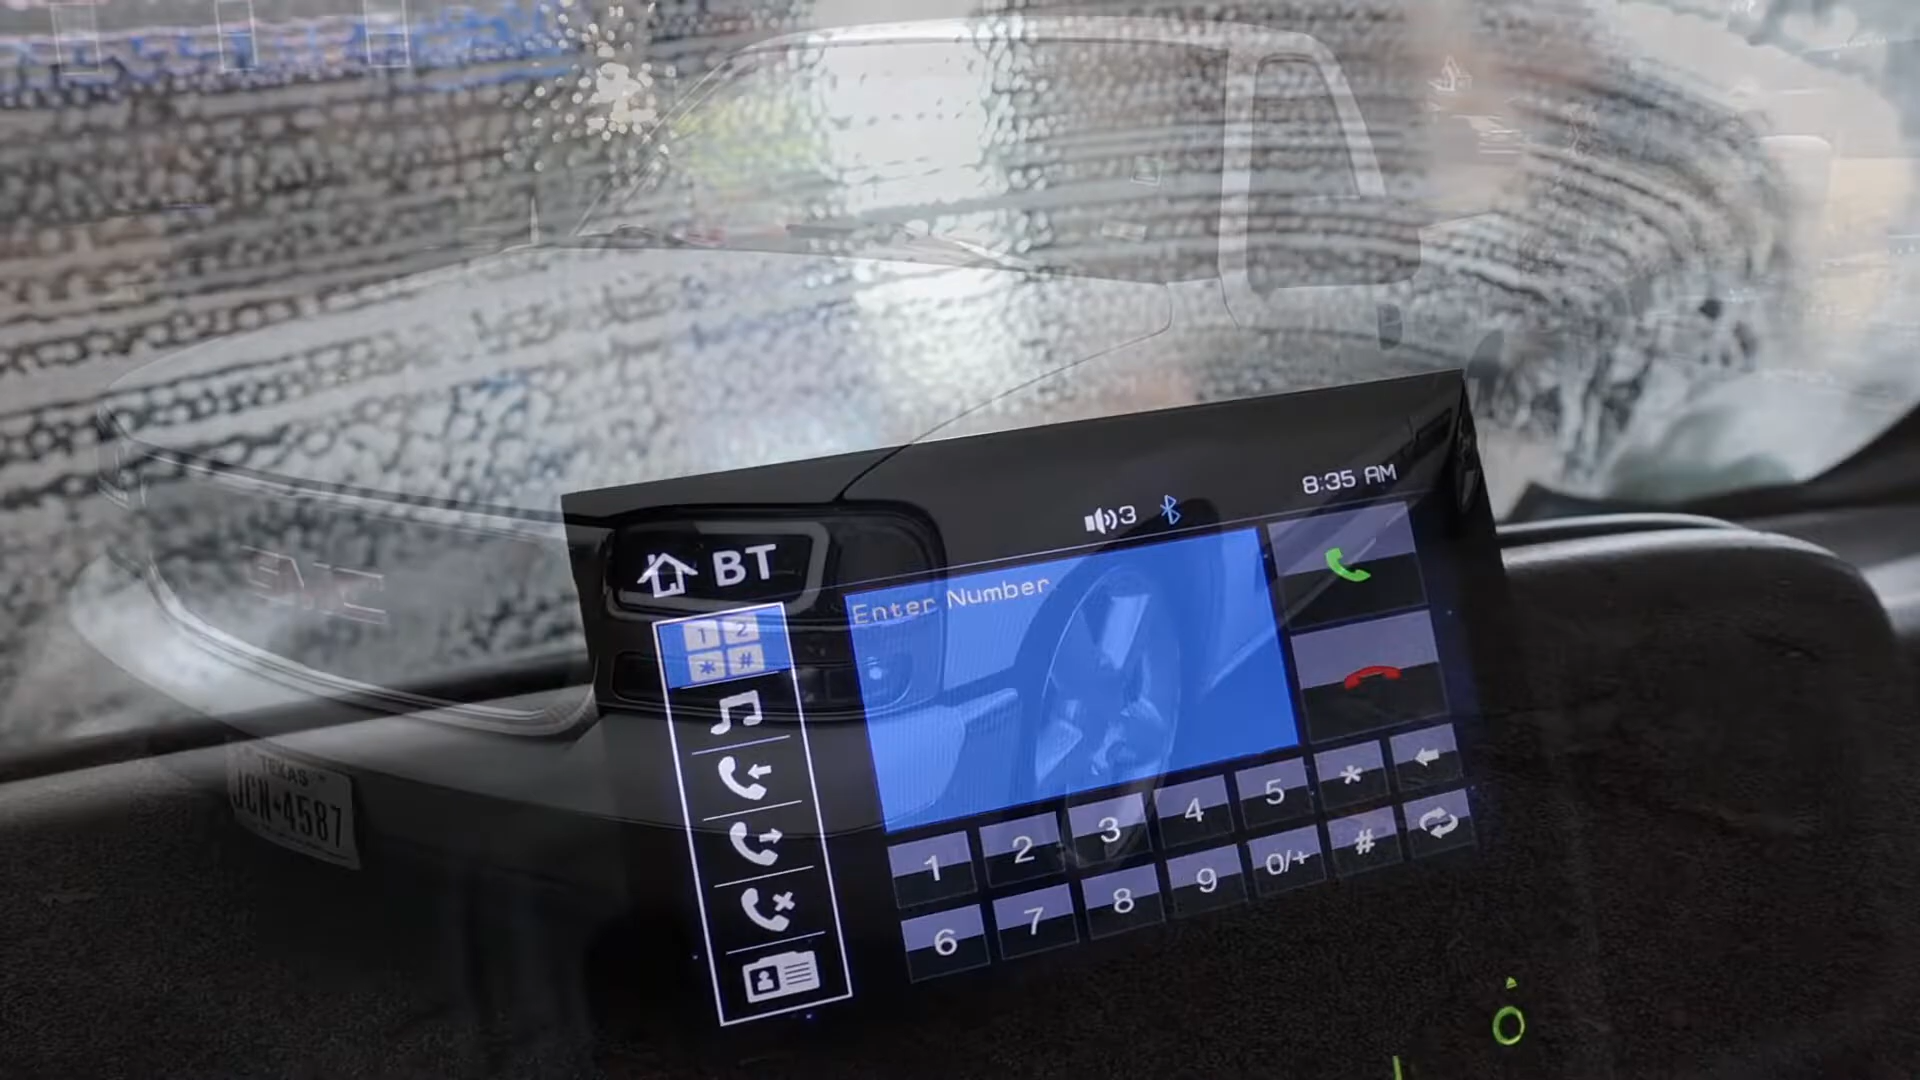 8:35 AM
3
BT
Enter Number
1 2
* #
1 2 3 4 5 *
6 7 8 9 0/+ #
GMC
TEXAS
JCN•4587